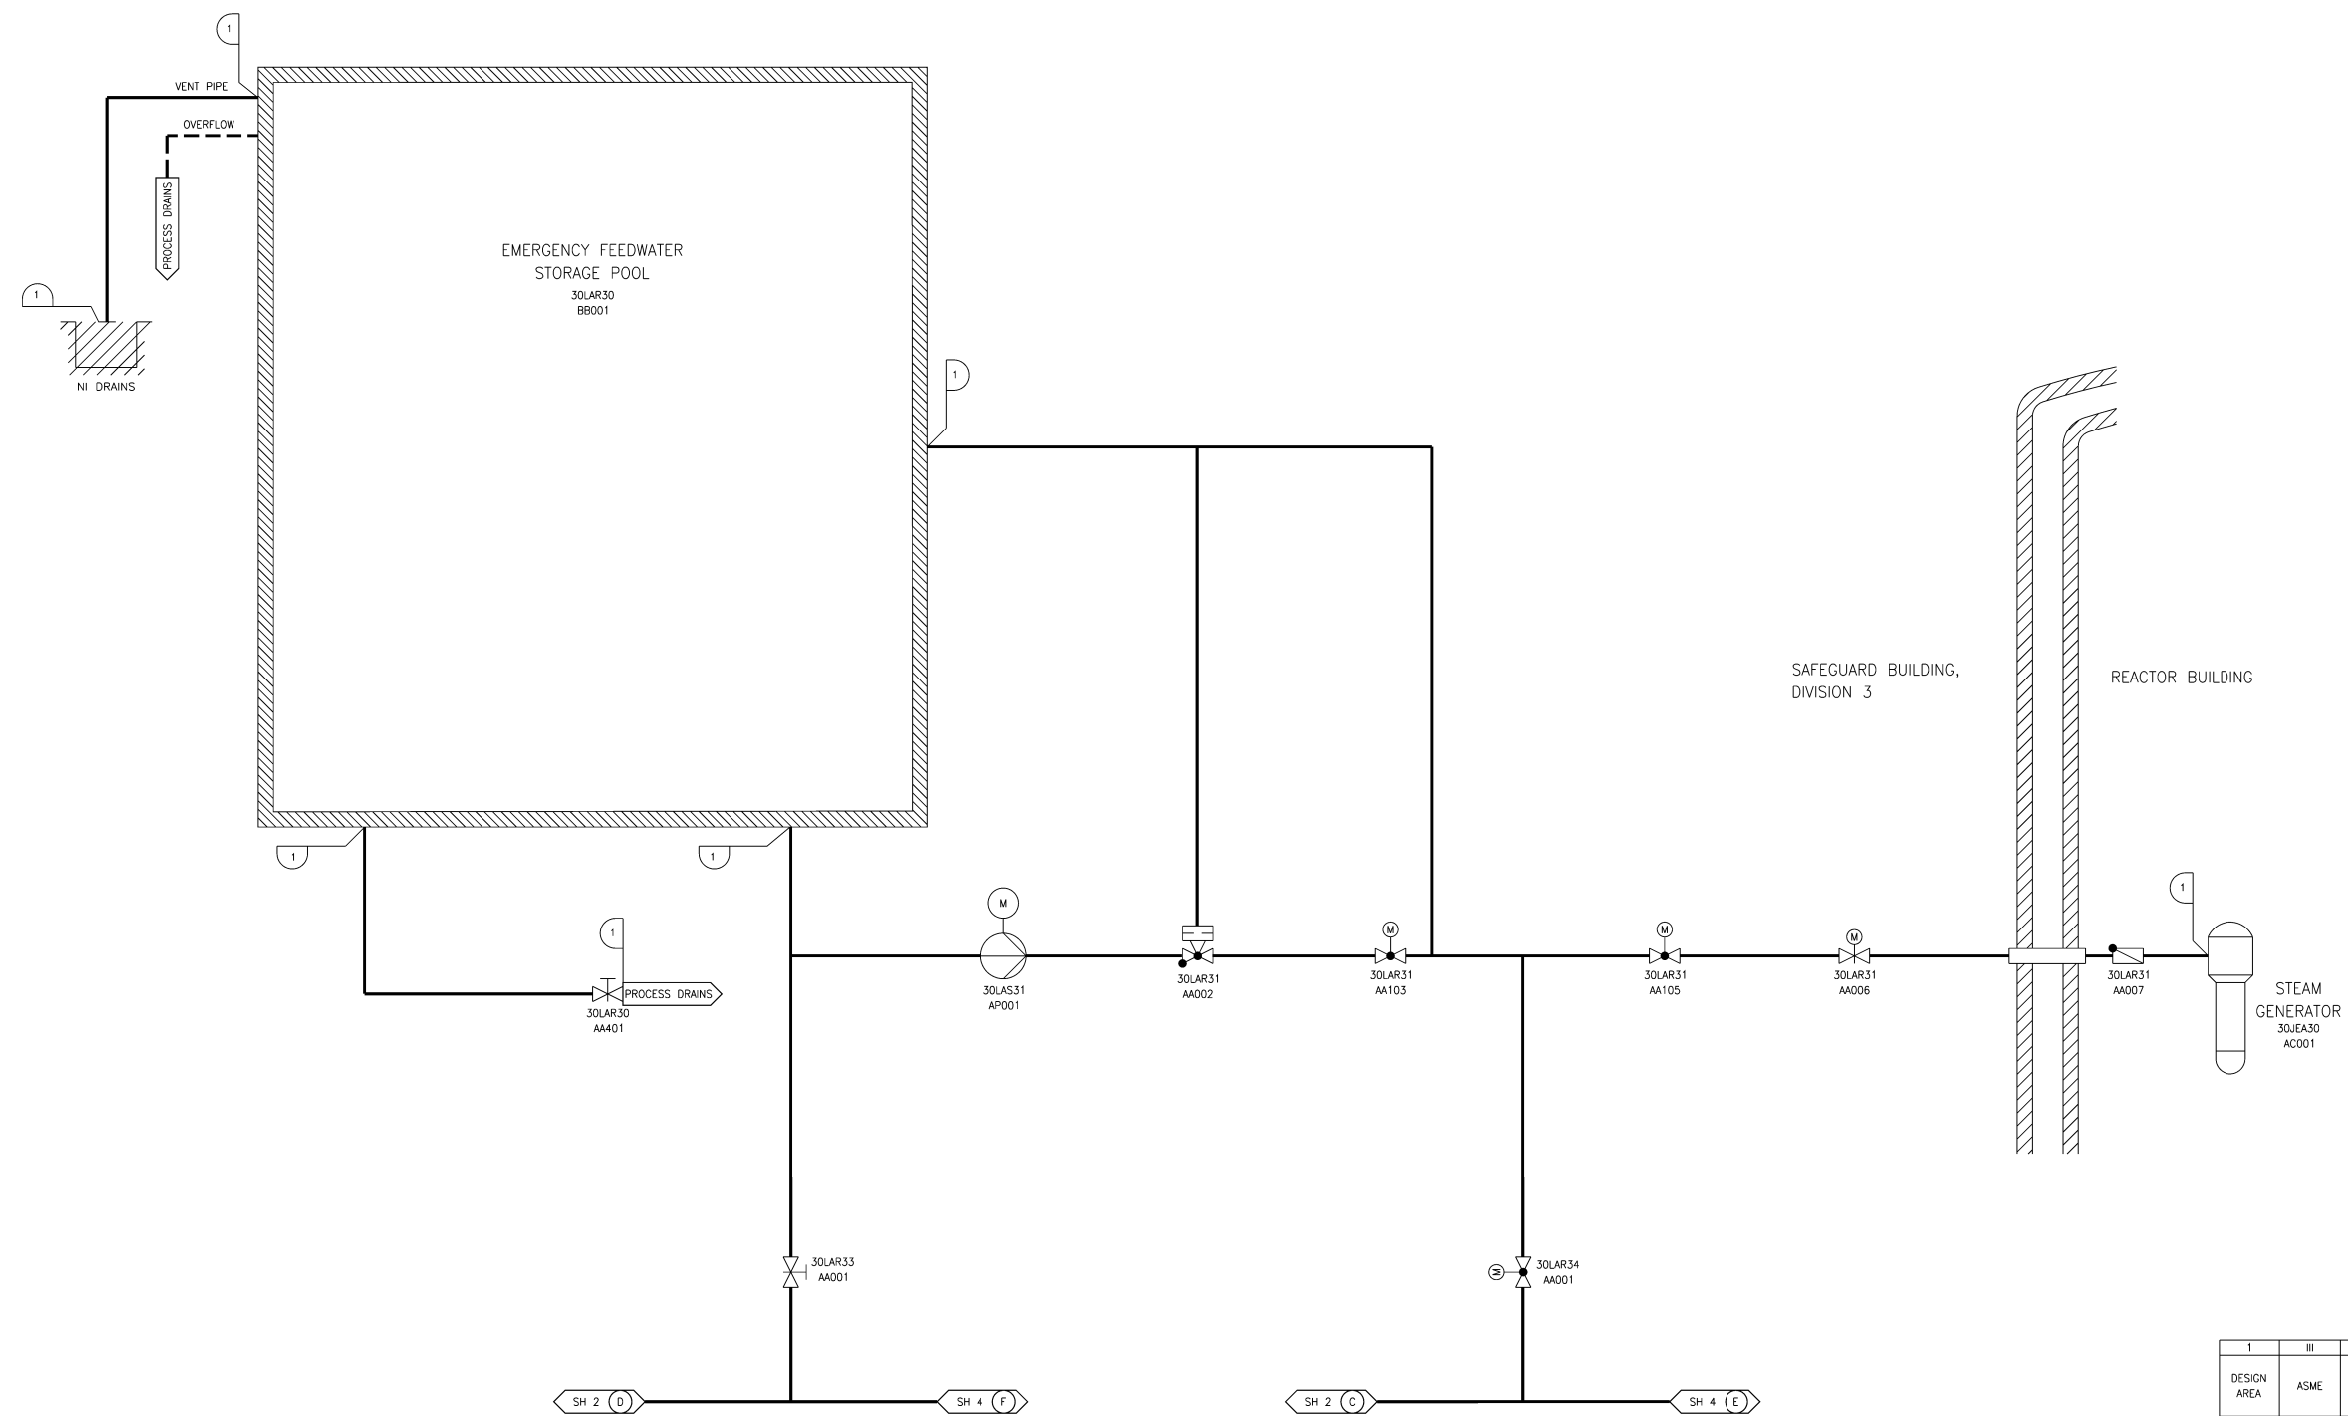 1
VENT PIPE
OVERFLOW
PROCESS DRAINS
1
NI DRAINS
EMERGENCY FEEDWATER
STORAGE POOL
30LAR30
BB001
1
SAFEGUARD BUILDING,
DIVISION 3
REACTOR BUILDING
1
1
1
PROCESS DRAINS
30LAR30
AA401
M
30LAS31
AP001
30LAR31
AA002
M
30LAR31
AA103
M
30LAR31
AA105
M
30LAR31
AA006
30LAR31
AA007
1
STEAM
GENERATOR
30JEA30
AC001
30LAR33
AA001
M
30LAR34
AA001
SH 2 D
SH 4 F
SH 2 C
SH 4 E
1 III
DESIGN
AREA
ASME